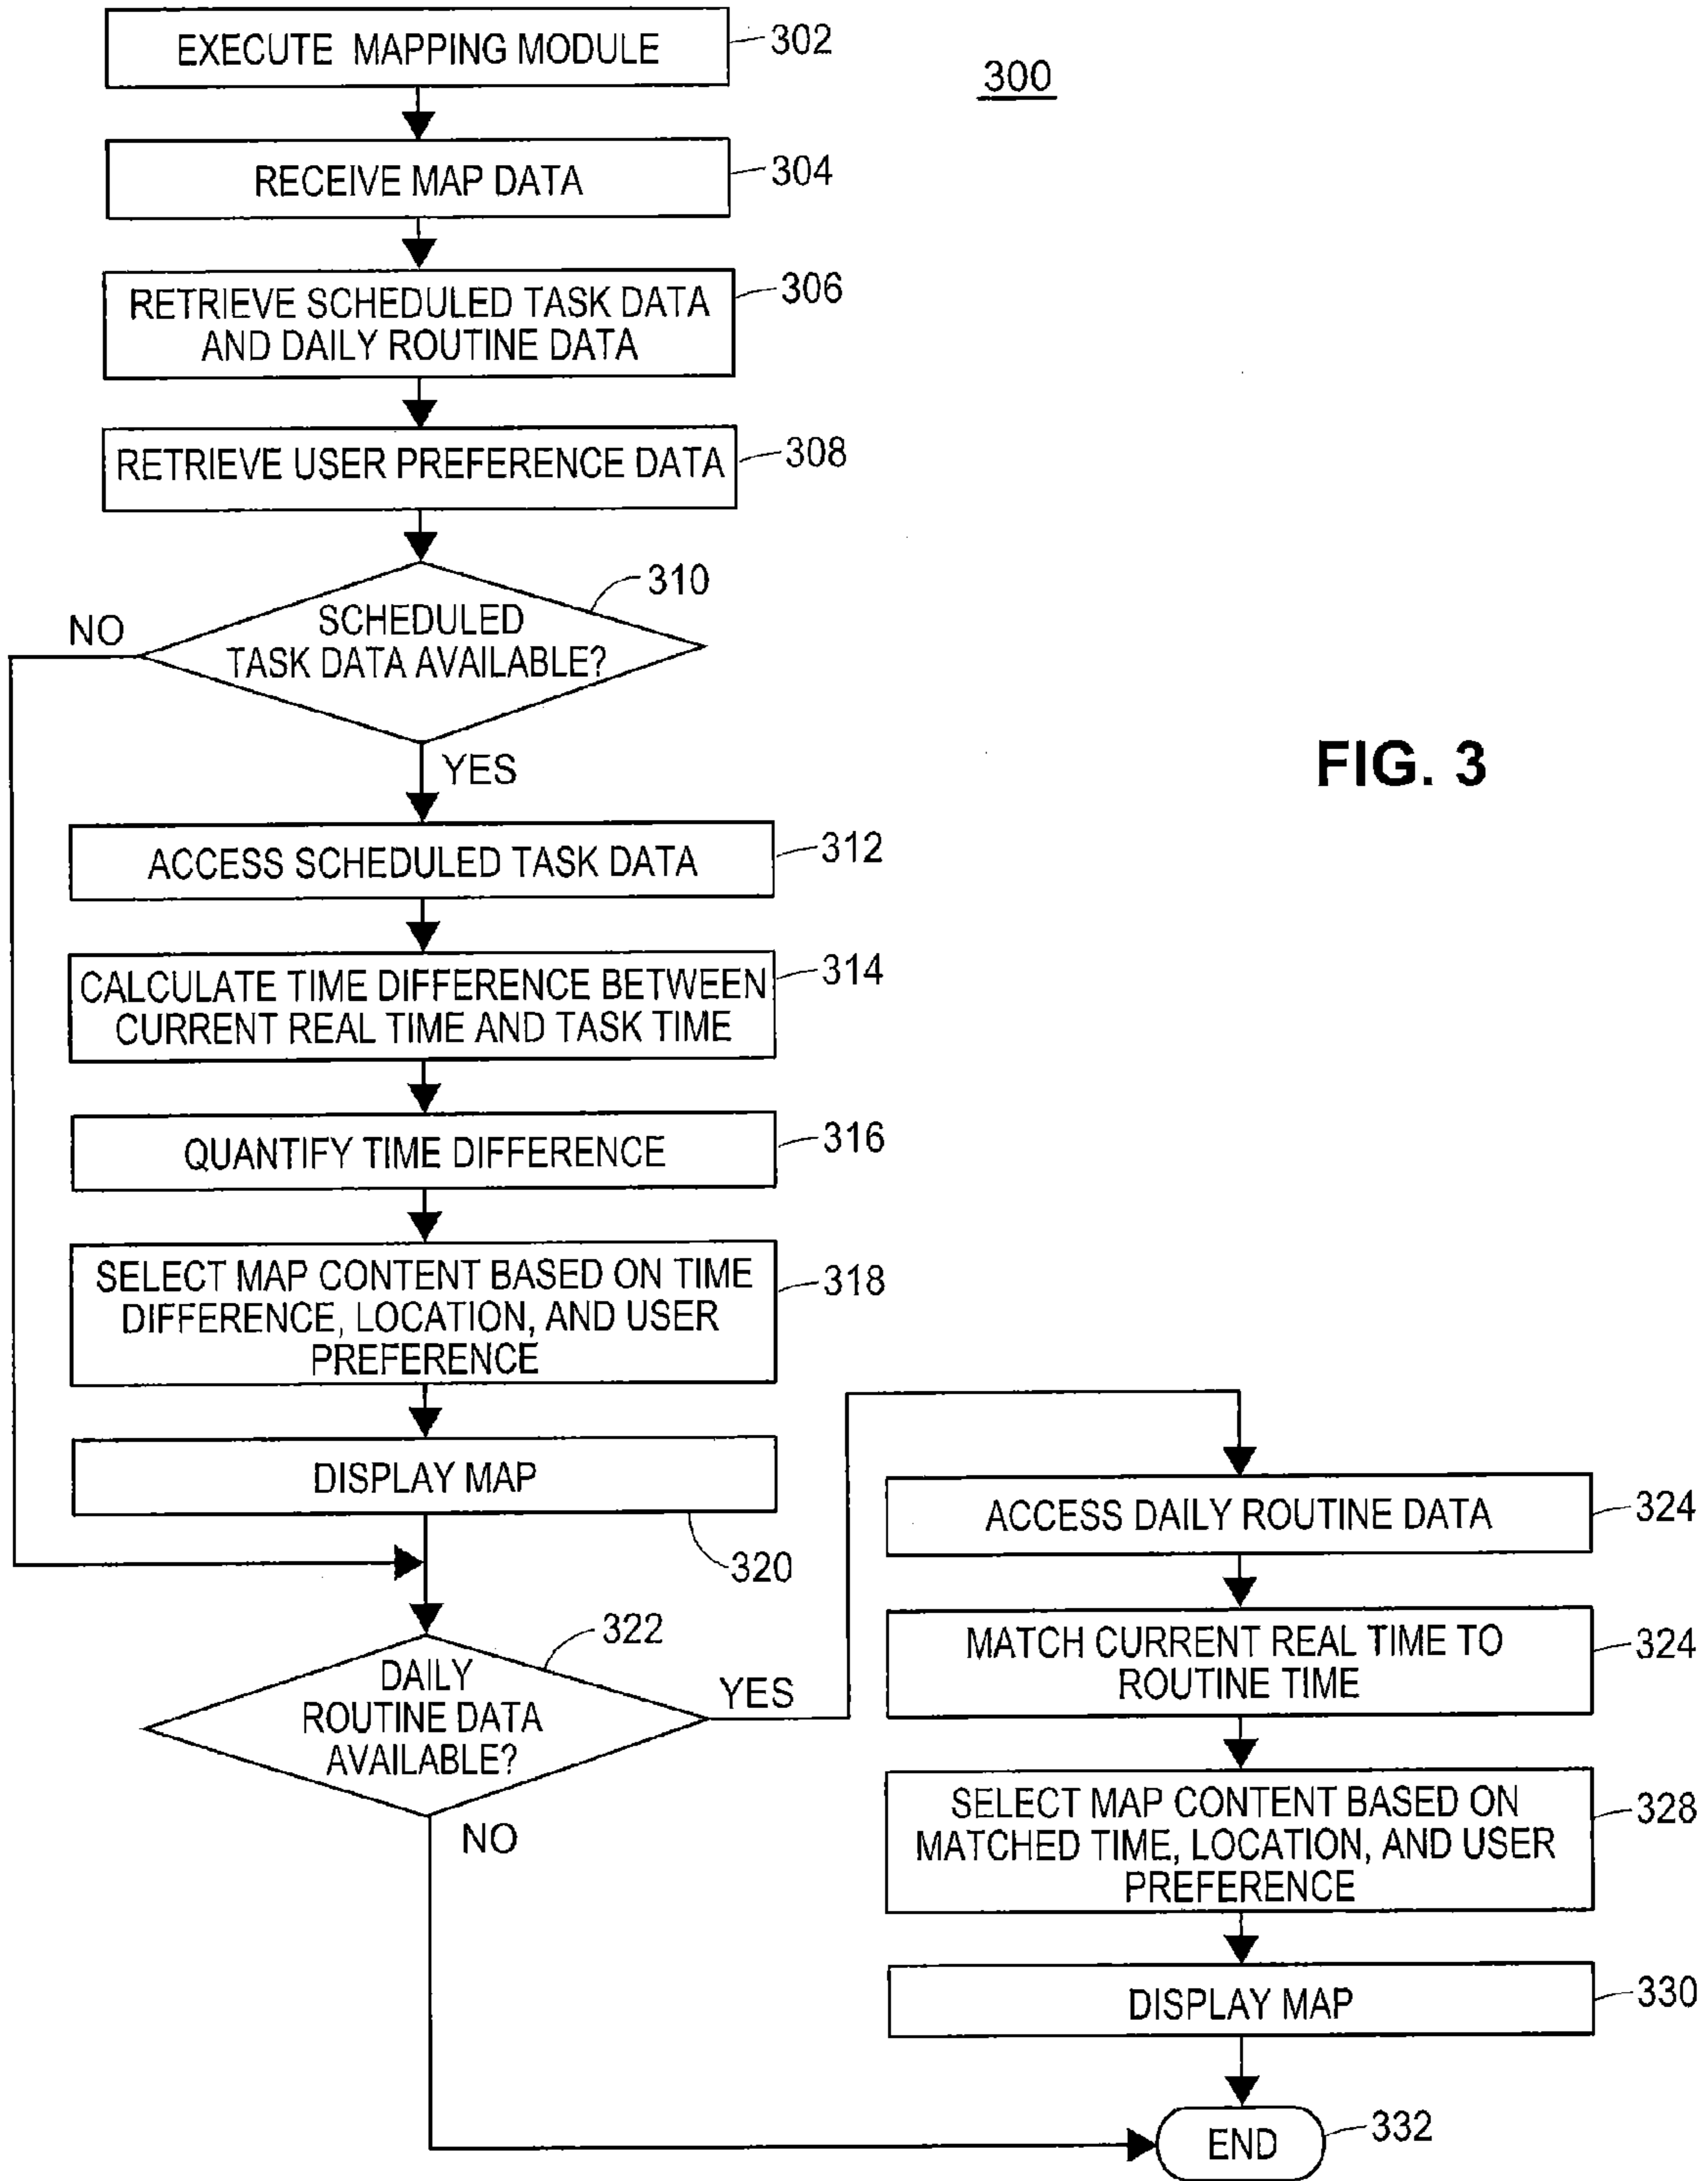 EXECUTE MAPPING MODULE
302
300
RECEIVE MAP DATA
304
RETRIEVE SCHEDULED TASK DATA
AND DAILY ROUTINE DATA
306
RETRIEVE USER PREFERENCE DATA
308
310
SCHEDULED
TASK DATA AVAILABLE?
NO
YES
FIG. 3
ACCESS SCHEDULED TASK DATA
312
CALCULATE TIME DIFFERENCE BETWEEN
CURRENT REAL TIME AND TASK TIME
314
QUANTIFY TIME DIFFERENCE
316
SELECT MAP CONTENT BASED ON TIME
DIFFERENCE, LOCATION, AND USER
PREFERENCE
318
DISPLAY MAP
320
322
DAILY
ROUTINE DATA
AVAILABLE?
YES
NO
ACCESS DAILY ROUTINE DATA
324
MATCH CURRENT REAL TIME TO
ROUTINE TIME
324
SELECT MAP CONTENT BASED ON
MATCHED TIME, LOCATION, AND USER
PREFERENCE
328
DISPLAY MAP
330
END
332